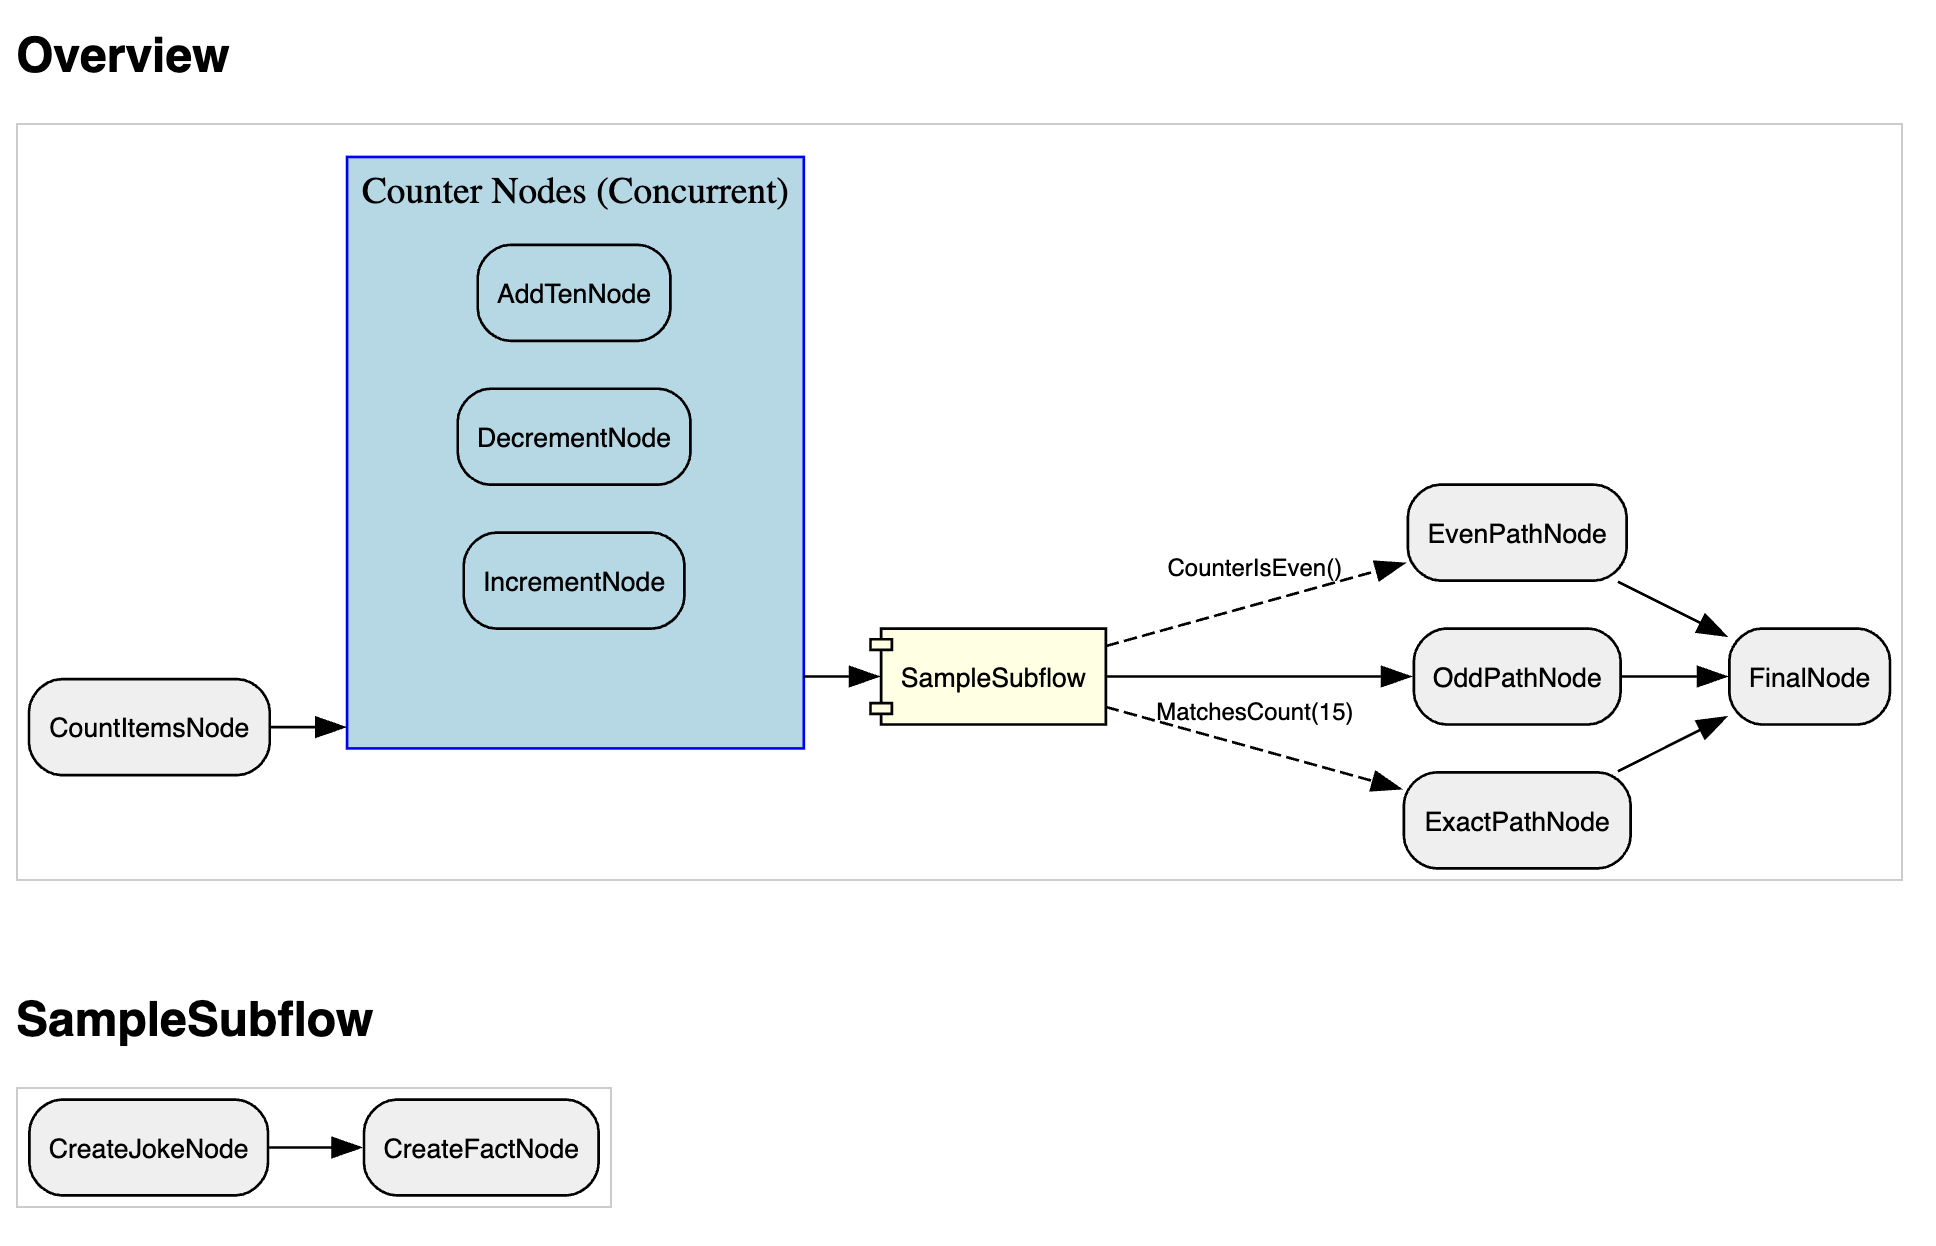 Overview
Counter Nodes (Concurrent)
AddTenNode
DecrementNode
IncrementNode
CountItemsNode
SampleSubflow
CounterIsEven()
MatchesCount(15)
EvenPathNode
OddPathNode
ExactPathNode
FinalNode
SampleSubflow
CreateJokeNode
CreateFactNode